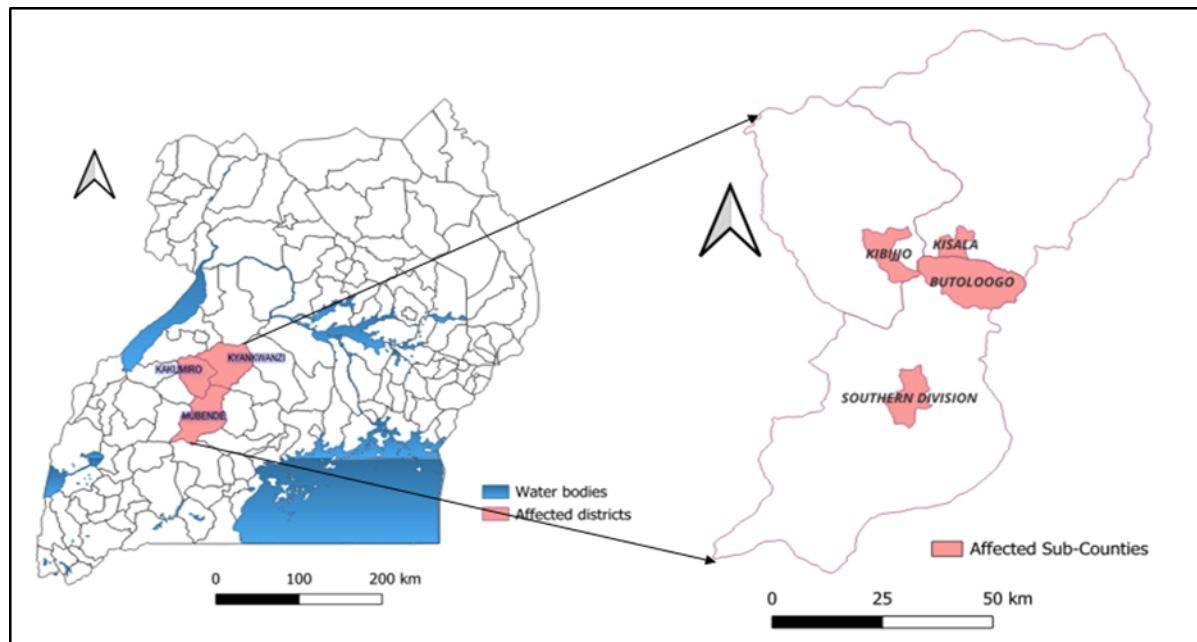 KYANKWANZI
KAKUMIRO
MUBENDE
Water bodies
Affected districts
0 100 200 km
KIBIJJO
KISALA
BUTOLOOGO
SOUTHERN DIVISION
Affected Sub-Counties
0 25 50 km